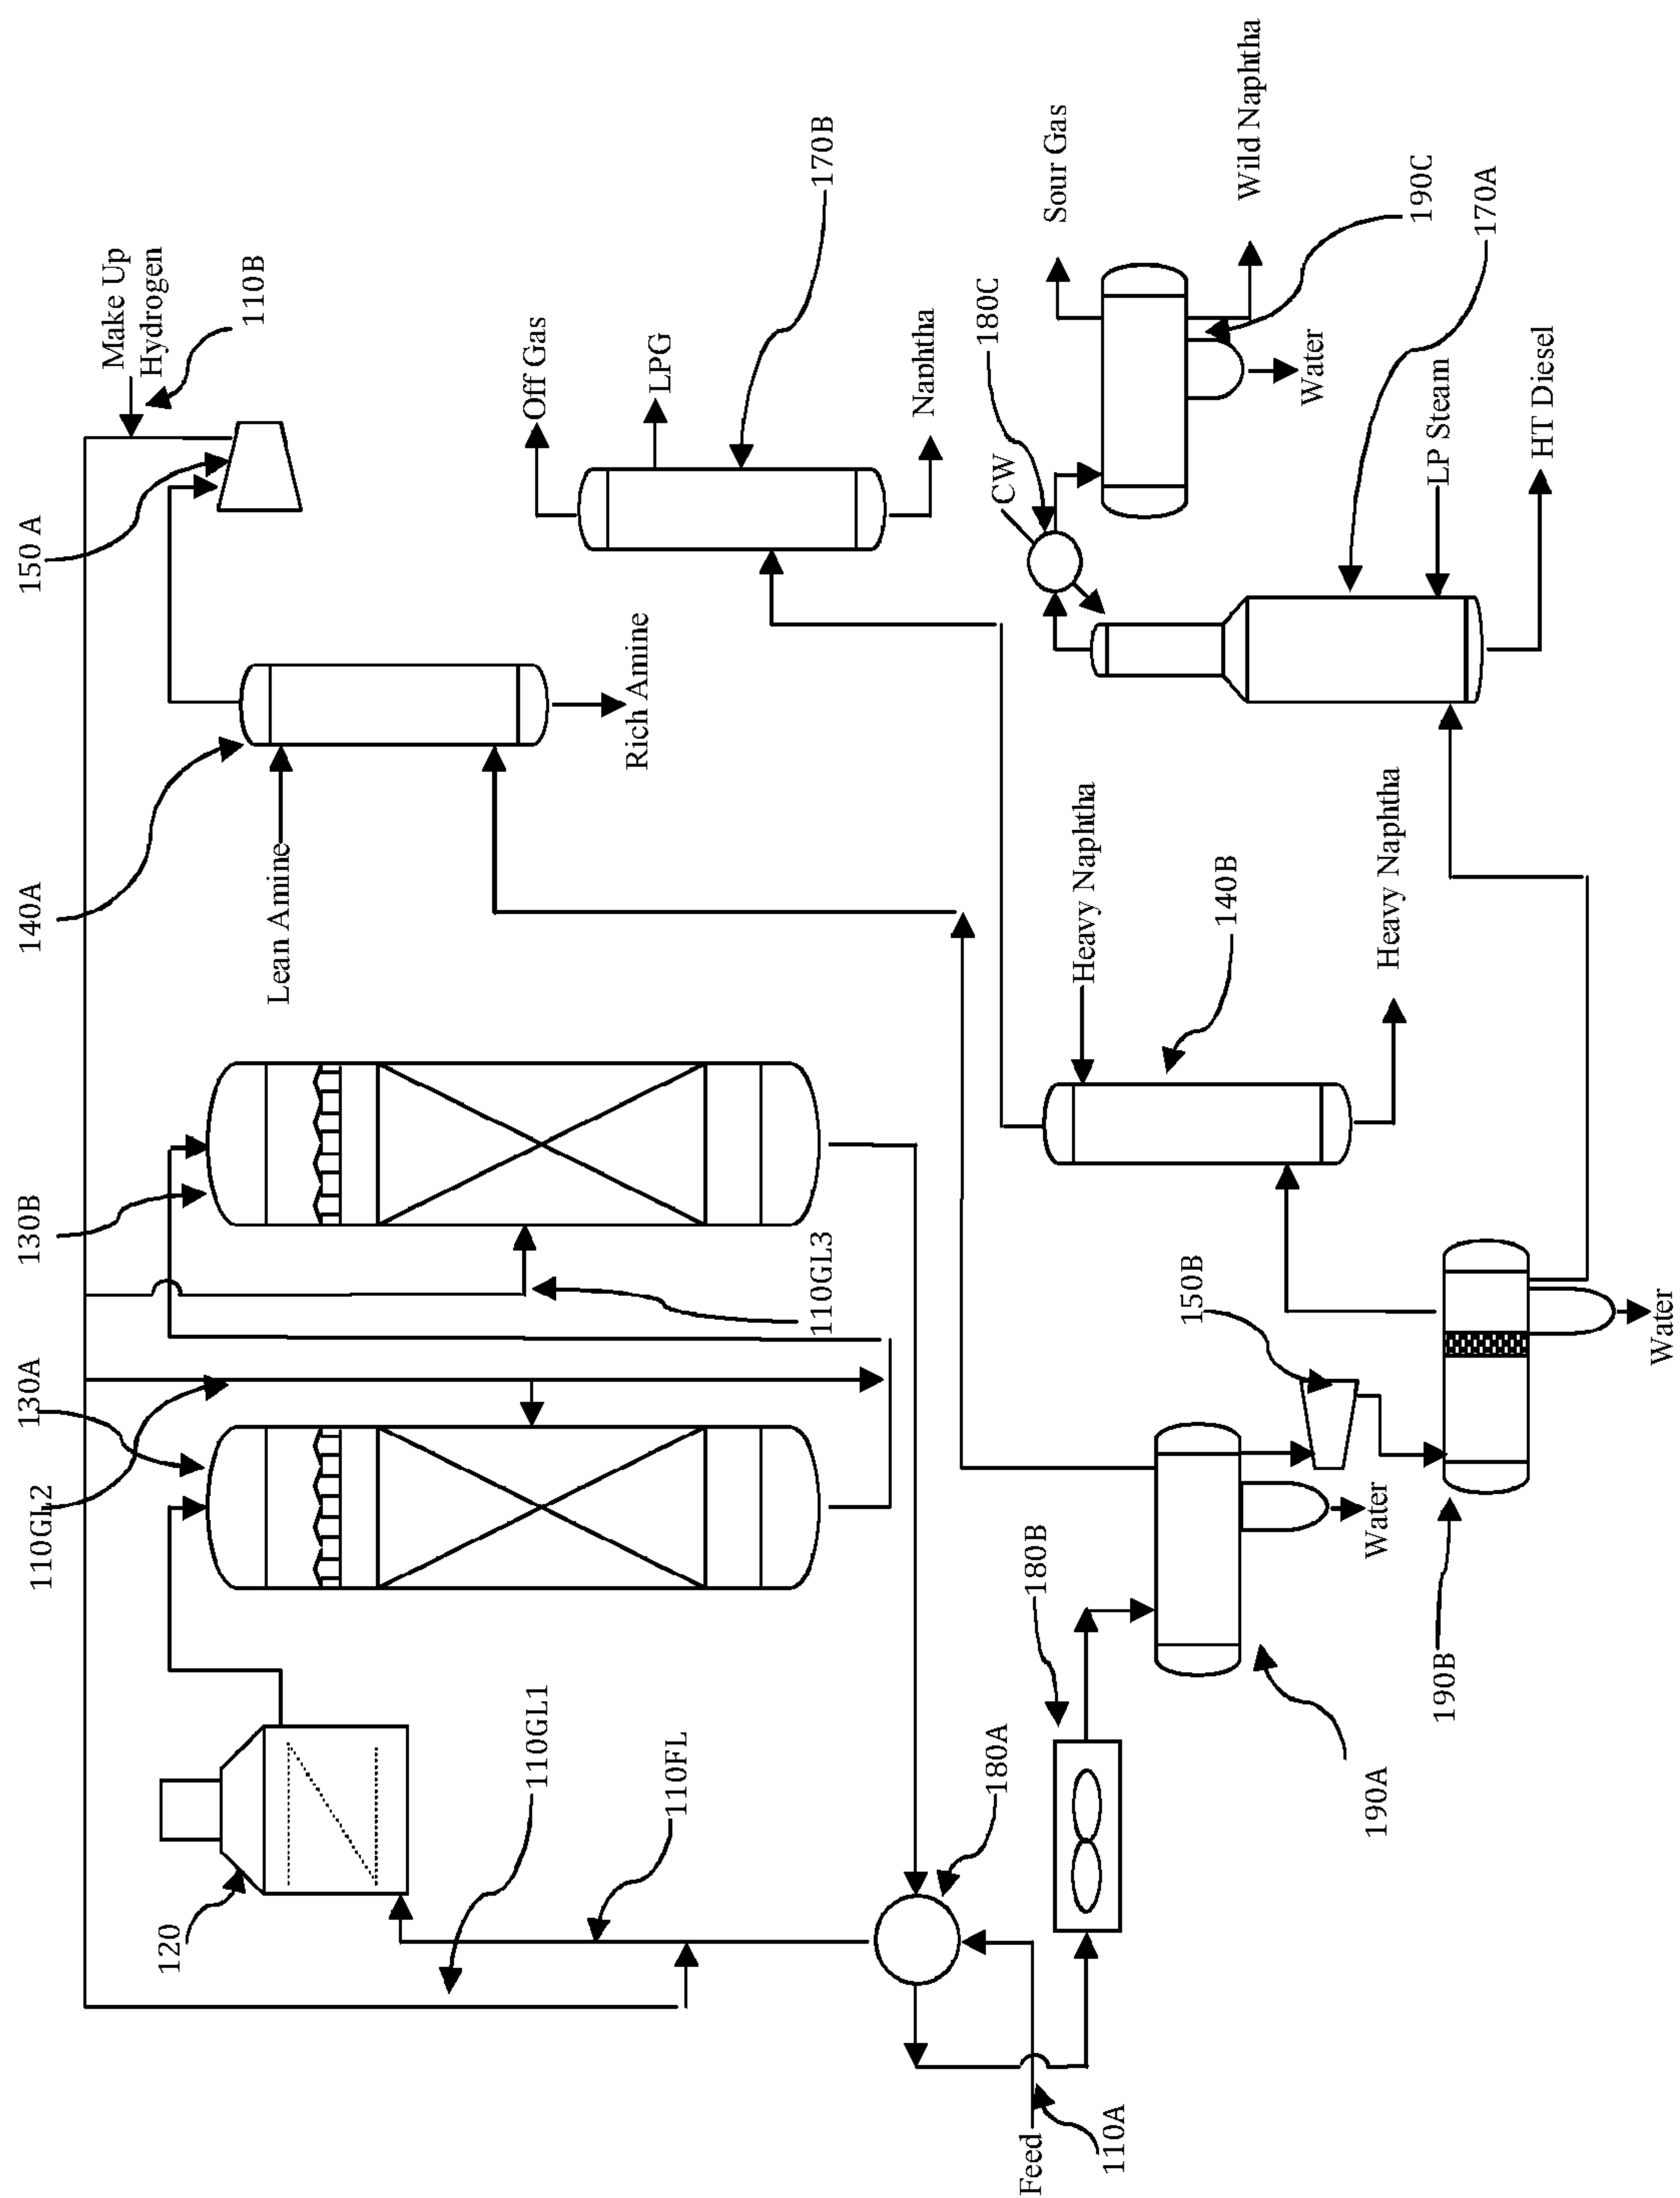 150 A
Make Up
Hydrogen
110B
140A
Lean Amine
Rich Amine
Off Gas
LPG
Naphtha
170B
130B
130A
110GL2
110GL3
120
110GL1
110FL
180A
Feed
110A
180B
190A
Water
150B
190B
Water
Heavy Naphtha
140B
Heavy Naphtha
CW
180C
Sour Gas
Wild Naphtha
Water
190C
170A
LP Steam
HT Diesel